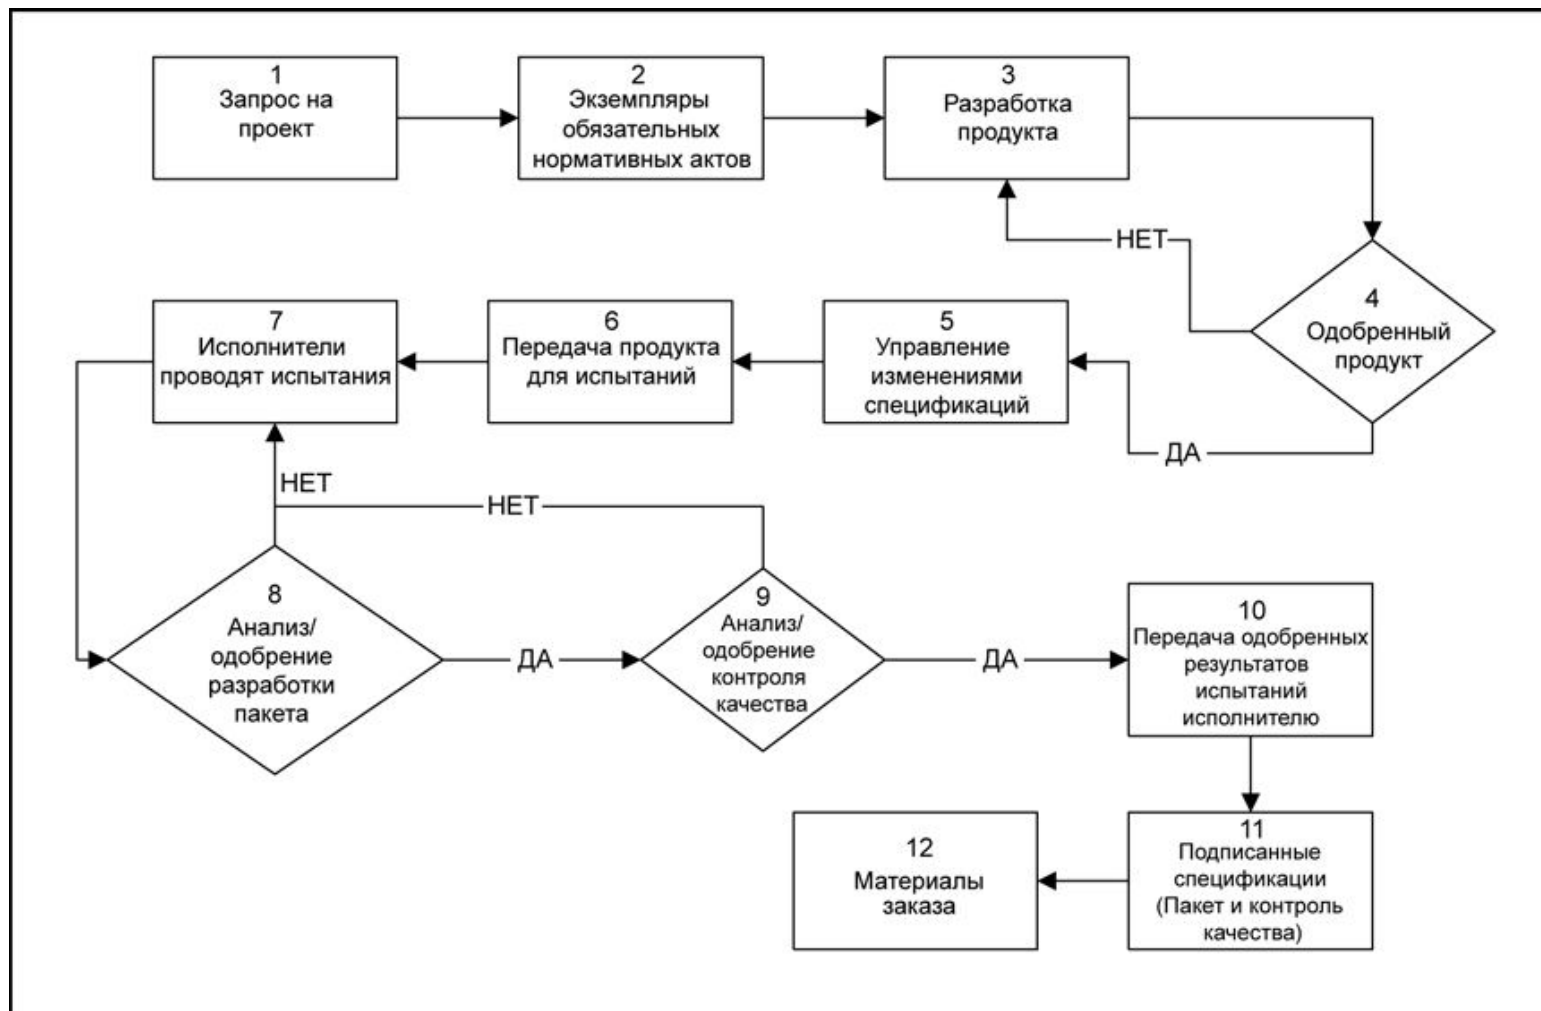 1
Запрос на
проект
2
Экземпляры
обязательных
нормативных актов
3
Разработка
продукта
НЕТ
4
Одобренный
продукт
ДА
5
Управление
изменениями
спецификаций
6
Передача продукта
для испытаний
7
Исполнители
проводят испытания
НЕТ
НЕТ
8
Анализ/
одобрение
разработки
пакета
ДА
9
Анализ/
одобрение
контроля
качества
ДА
10
Передача одобренных
результатов
испытаний
исполнителю
11
Подписанные
спецификации
(Пакет и контроль
качества)
12
Материалы
заказа